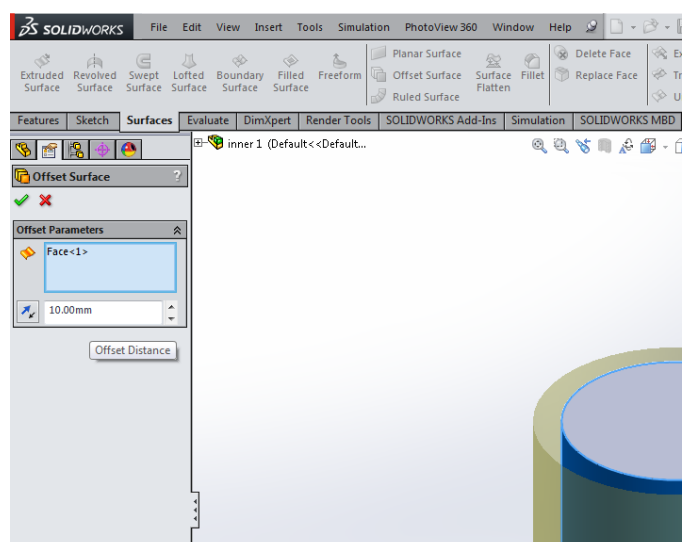 SOLIDWORKS File Edit View Insert Tools Simulation PhotoView 360 Window Help
Planar Surface Delete Face
Extruded Revolved Swept Lofted Boundary Filled Freeform Offset Surface Surface Fillet Replace Face
Surface Surface Surface Surface Surface Surface Flatten
Ruled Surface
Features Sketch Surfaces Evaluate DimXpert Render Tools SOLIDWORKS Add-Ins Simulation SOLIDWORKS MBD
inner 1 (Default<<Default...
Offset Surface ?
Offset Parameters
Face<1>
10.00mm
Offset Distance